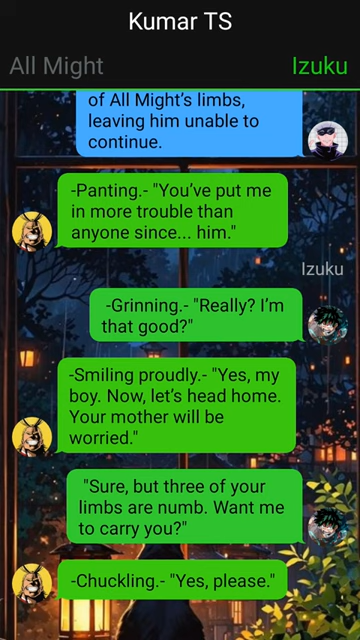 Kumar TS
All Might
Izuku
of All Might’s limbs,
leaving him unable to
continue.
-Panting.- "You’ve put me
in more trouble than
anyone since... him."
Izuku
-Grinning.- "Really? I’m
that good?"
-Smiling proudly.- "Yes, my
boy. Now, let’s head home.
Your mother will be
worried."
"Sure, but three of your
limbs are numb. Want me
to carry you?"
-Chuckling.- "Yes, please."